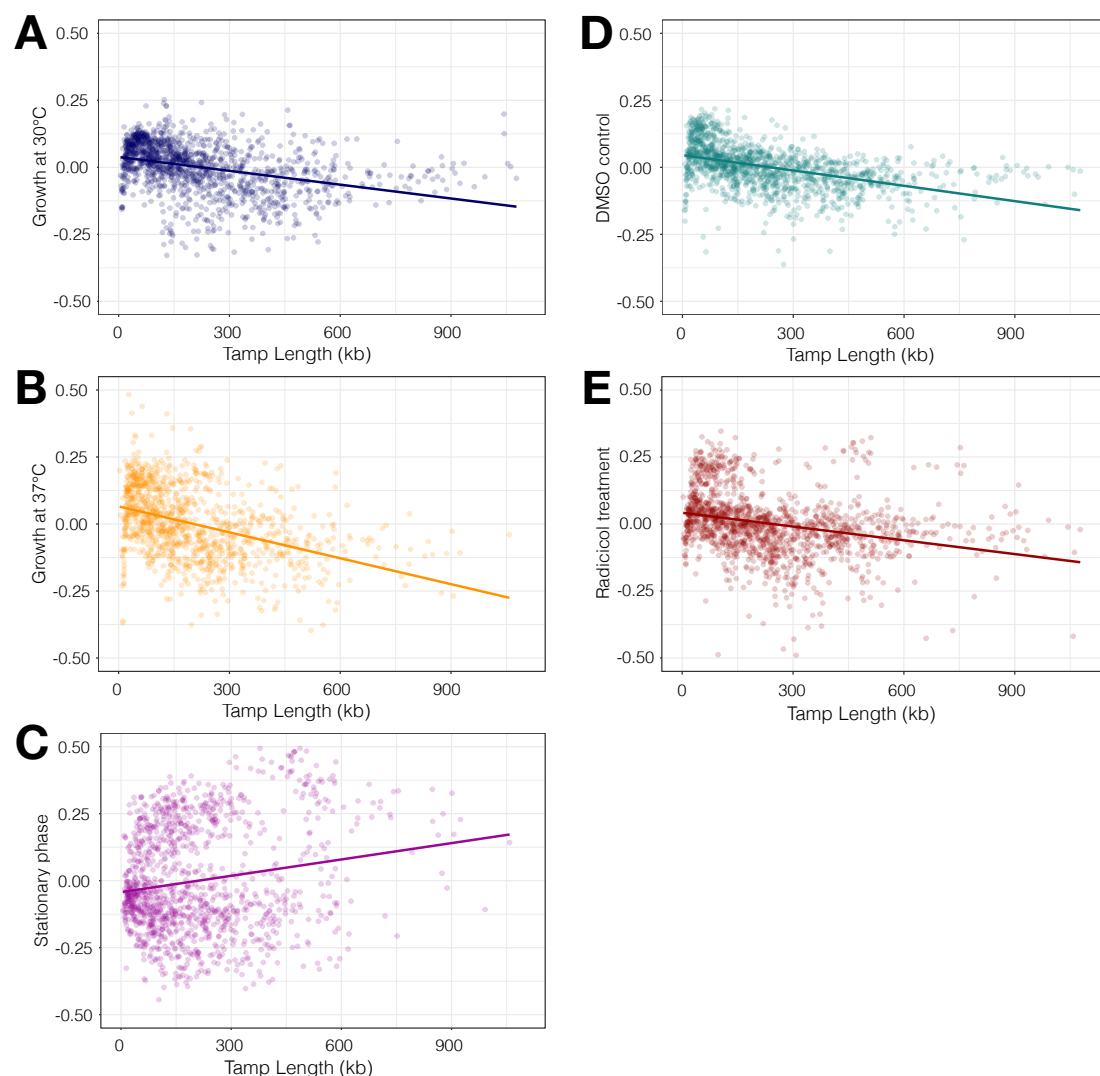 A
0.50
0.25
0.00
-0.25
-0.50
Growth at 30°C
0 300 600 900
Tamp Length (kb)
D
0.50
0.25
0.00
-0.25
-0.50
DMSO control
0 300 600 900
Tamp Length (kb)
B
0.50
0.25
0.00
-0.25
-0.50
Growth at 37°C
0 300 600 900
Tamp Length (kb)
E
0.50
0.25
0.00
-0.25
-0.50
Radicicol treatment
0 300 600 900
Tamp Length (kb)
C
0.50
0.25
0.00
-0.25
-0.50
Stationary phase
0 300 600 900
Tamp Length (kb)